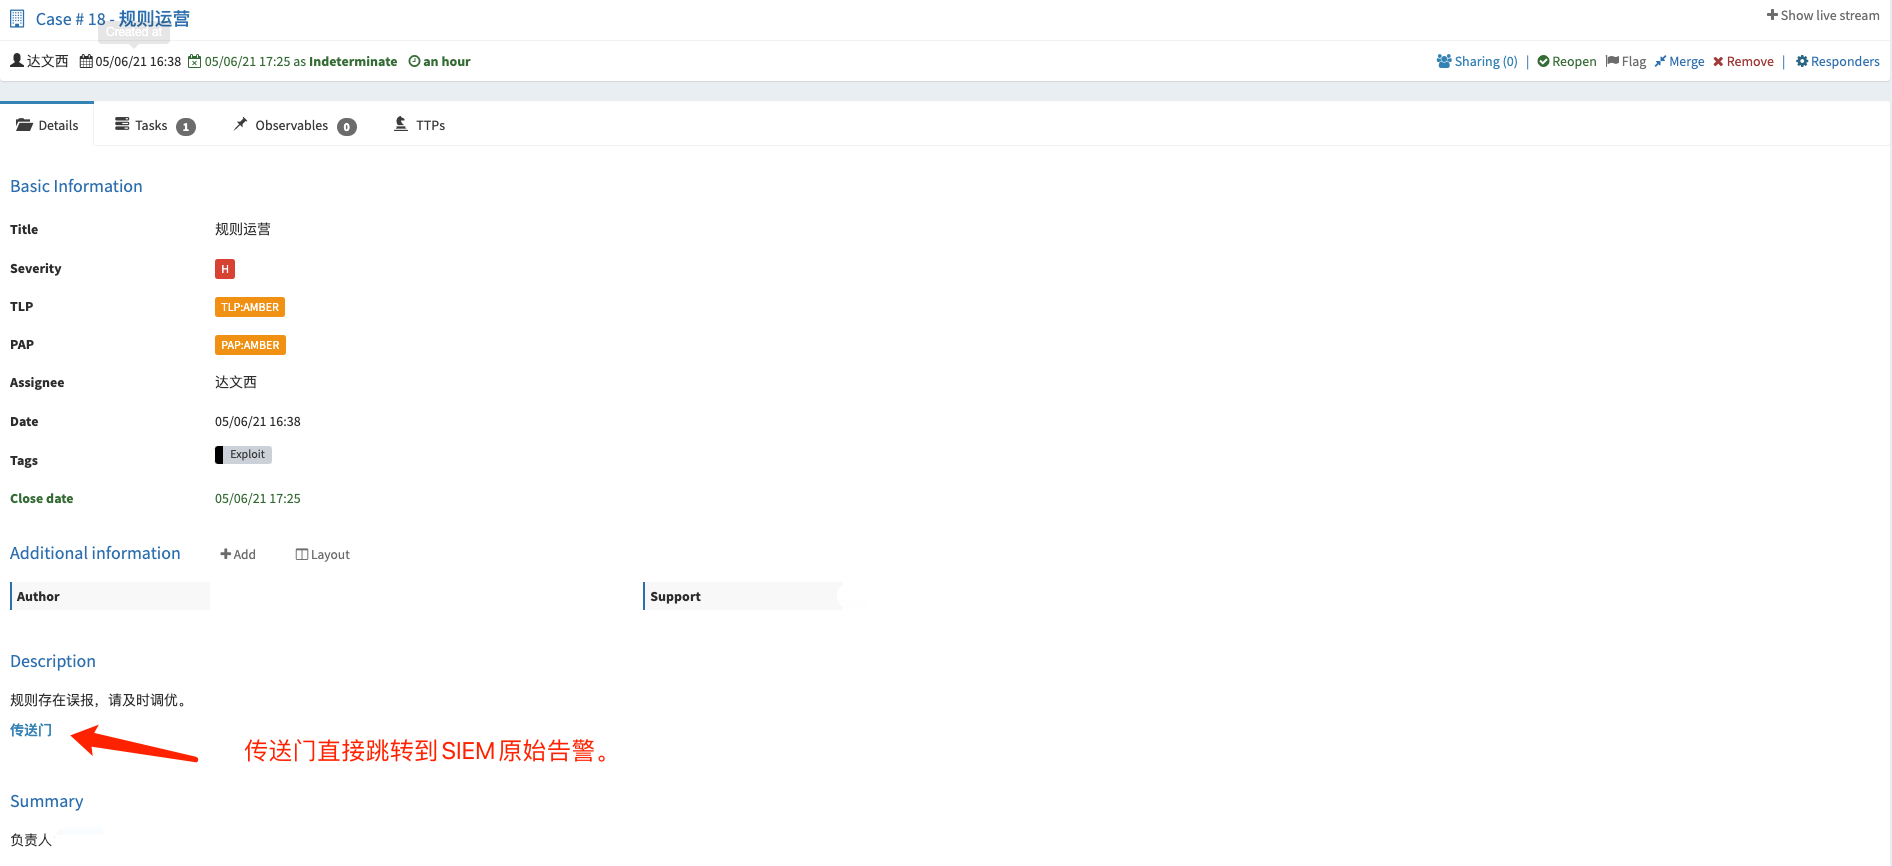 Case # 18 - 规则运营
Show live stream
Created at
达文西 05/06/21 16:38 05/06/21 17:25 as Indeterminate an hour
Sharing (0) | Reopen Flag Merge Remove | Responders
Details Tasks 1 Observables 0 TTPs
Basic Information
Title 规则运营
Severity H
TLP TLP:AMBER
PAP PAP:AMBER
Assignee 达文西
Date 05/06/21 16:38
Tags Exploit
Close date 05/06/21 17:25
Additional information Add Layout
Author Support
Description
规则存在误报，请及时调优。
传送门
传送门直接跳转到SIEM原始告警。
Summary
负责人